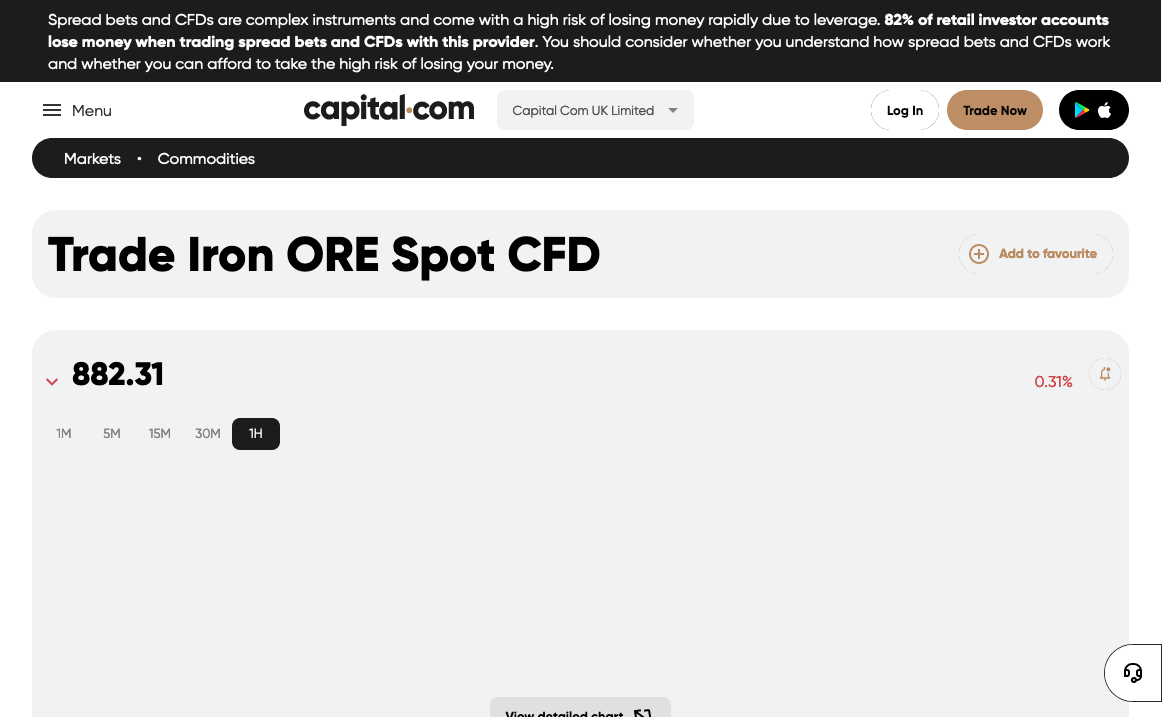 Spread bets and CFDs are complex instruments and come with a high risk of losing money rapidly due to leverage. 82% of retail investor accounts
lose money when trading spread bets and CFDs with this provider. You should consider whether you understand how spread bets and CFDs work
and whether you can afford to take the high risk of losing your money.
Menu
capital.com
Capital Com UK Limited
Log In
Trade Now
Markets • Commodities
Trade Iron ORE Spot CFD
Add to favourite
882.31
0.31%
1M 5M 15M 30M 1H
View detailed chart